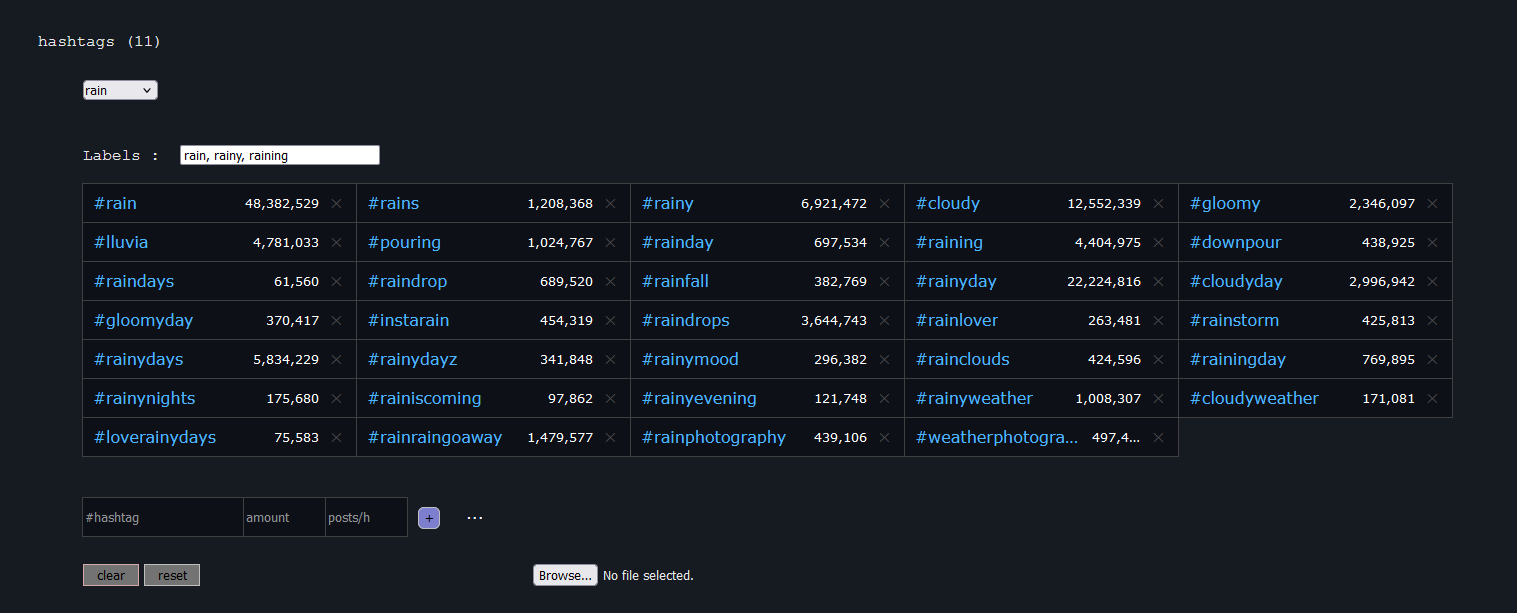 hashtags (11)
rain
Labels : rain, rainy, raining
#rain 48,382,529 × #rains 1,208,368 × #rainy 6,921,472 × #cloudy 12,552,339 × #gloomy 2,346,097 ×
#lluvia 4,781,033 × #pouring 1,024,767 × #rainday 697,534 × #raining 4,404,975 × #downpour 438,925 ×
#raindays 61,560 × #raindrop 689,520 × #rainfall 382,769 × #rainyday 22,224,816 × #cloudyday 2,996,942 ×
#gloomyday 370,417 × #instarain 454,319 × #raindrops 3,644,743 × #rainlover 263,481 × #rainstorm 425,813 ×
#rainydays 5,834,229 × #rainydayz 341,848 × #rainymood 296,382 × #rainclouds 424,596 × #rainingday 769,895 ×
#rainynights 175,680 × #rainiscoming 97,862 × #rainyevening 121,748 × #rainyweather 1,008,307 × #cloudyweather 171,081 ×
#loverainydays 75,583 × #rainraingoaway 1,479,577 × #rainphotography 439,106 × #weatherphotogra... 497,4... ×
#hashtag amount posts/h + ...
clear reset Browse... No file selected.